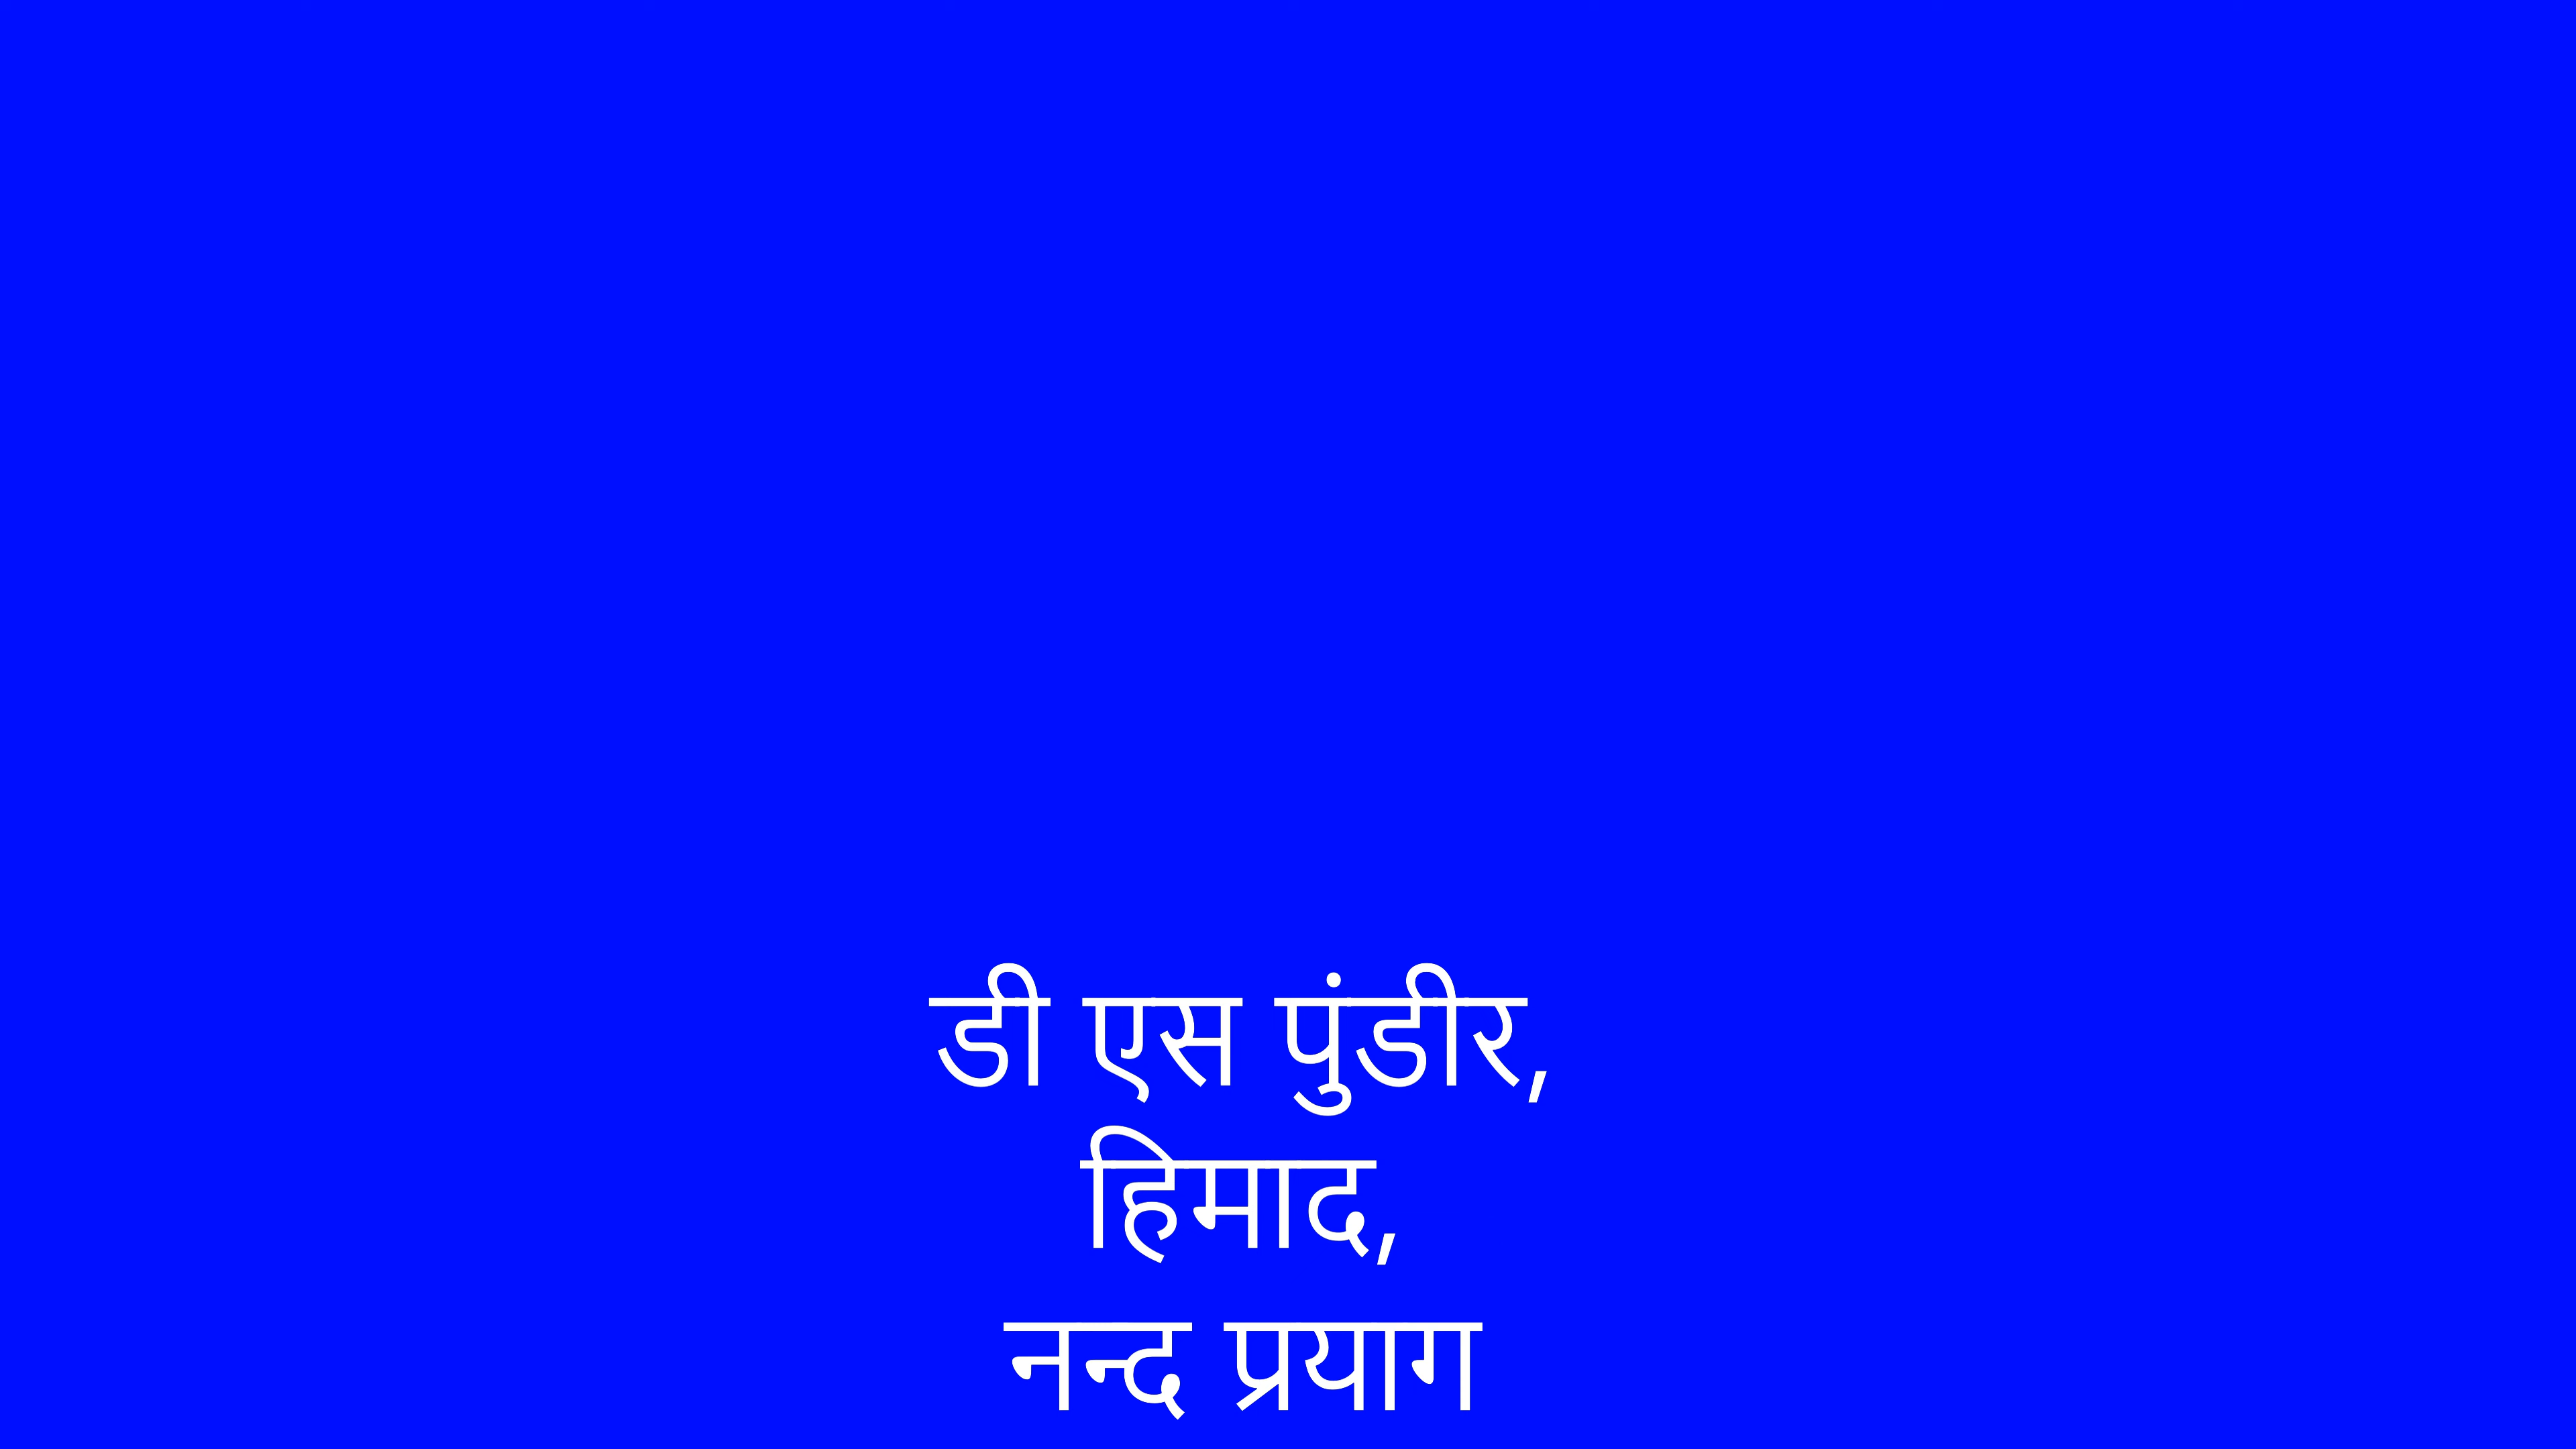 डी एस पुंडीर,
हिमाद,
नन्द प्रयाग